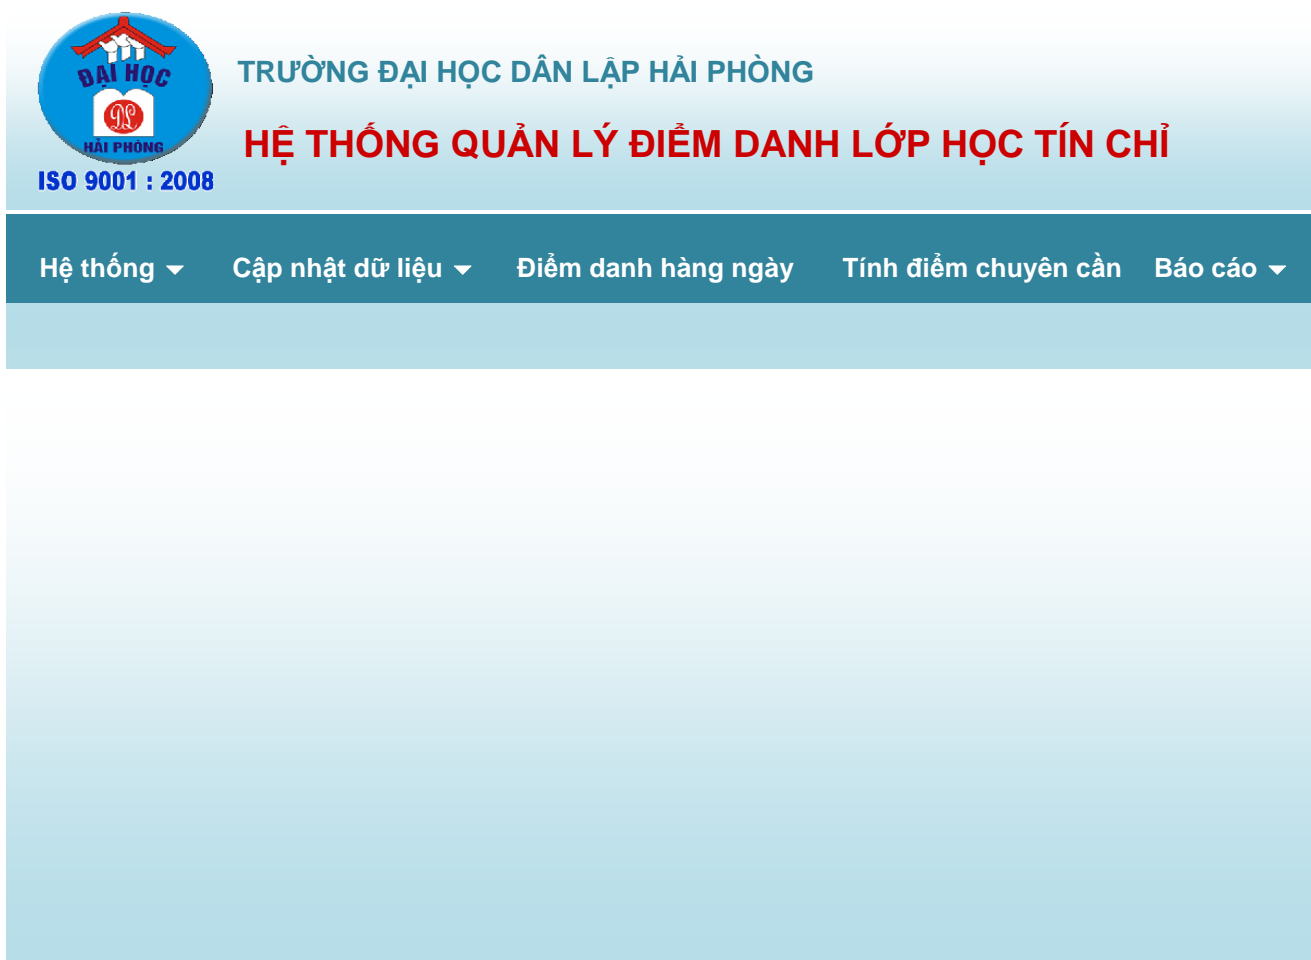 ĐẠI HỌC
HẢI PHÒNG
ISO 9001 : 2008
TRƯỜNG ĐẠI HỌC DÂN LẬP HẢI PHÒNG
HỆ THỐNG QUẢN LÝ ĐIỂM DANH LỚP HỌC TÍN CHỈ
Hệ thống Cập nhật dữ liệu Điểm danh hàng ngày Tính điểm chuyên cần Báo cáo